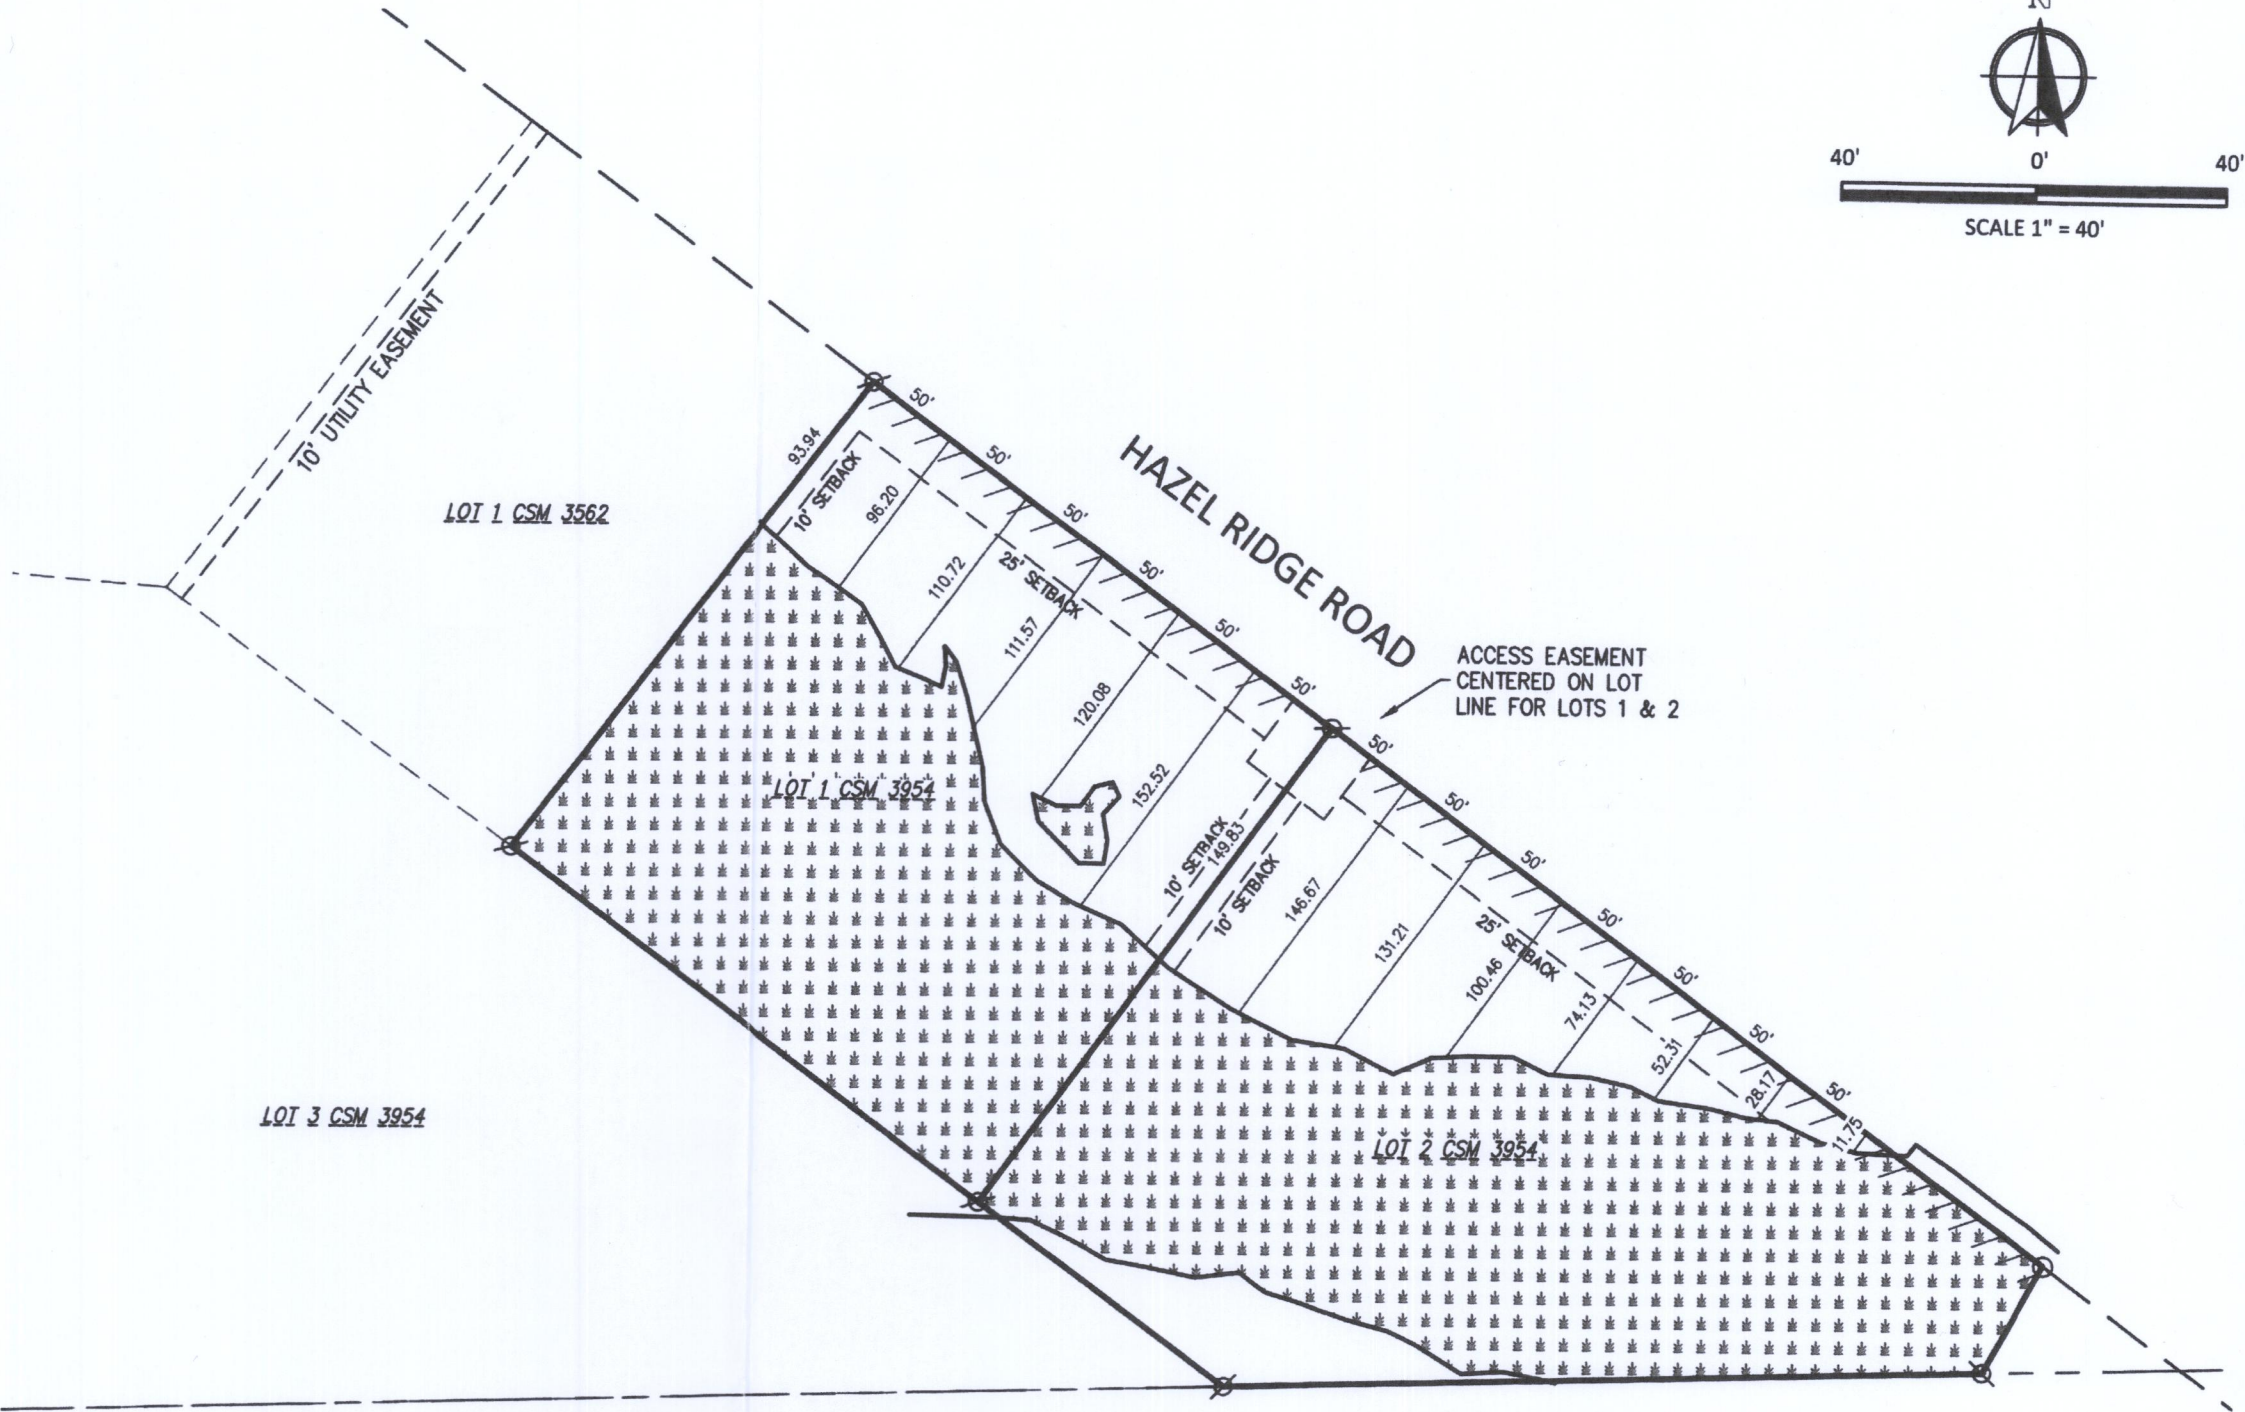 N
40' 0' 40'
SCALE 1" = 40'
10' UTILITY EASEMENT
LOT 1 CSM 3562
HAZEL RIDGE ROAD
ACCESS EASEMENT
CENTERED ON LOT
LINE FOR LOTS 1 & 2
50'
50'
50'
50'
50'
50'
50'
50'
50'
50'
50'
50'
50'
93.94
10' SETBACK
96.20
110.72
25' SETBACK
111.57
120.08
152.52
10' SETBACK
149.83
10' SETBACK
146.67
131.21
25' SETBACK
100.46
74.13
52.31
28.17
11.75
LOT 1 CSM 3954
LOT 2 CSM 3954
LOT 3 CSM 3954